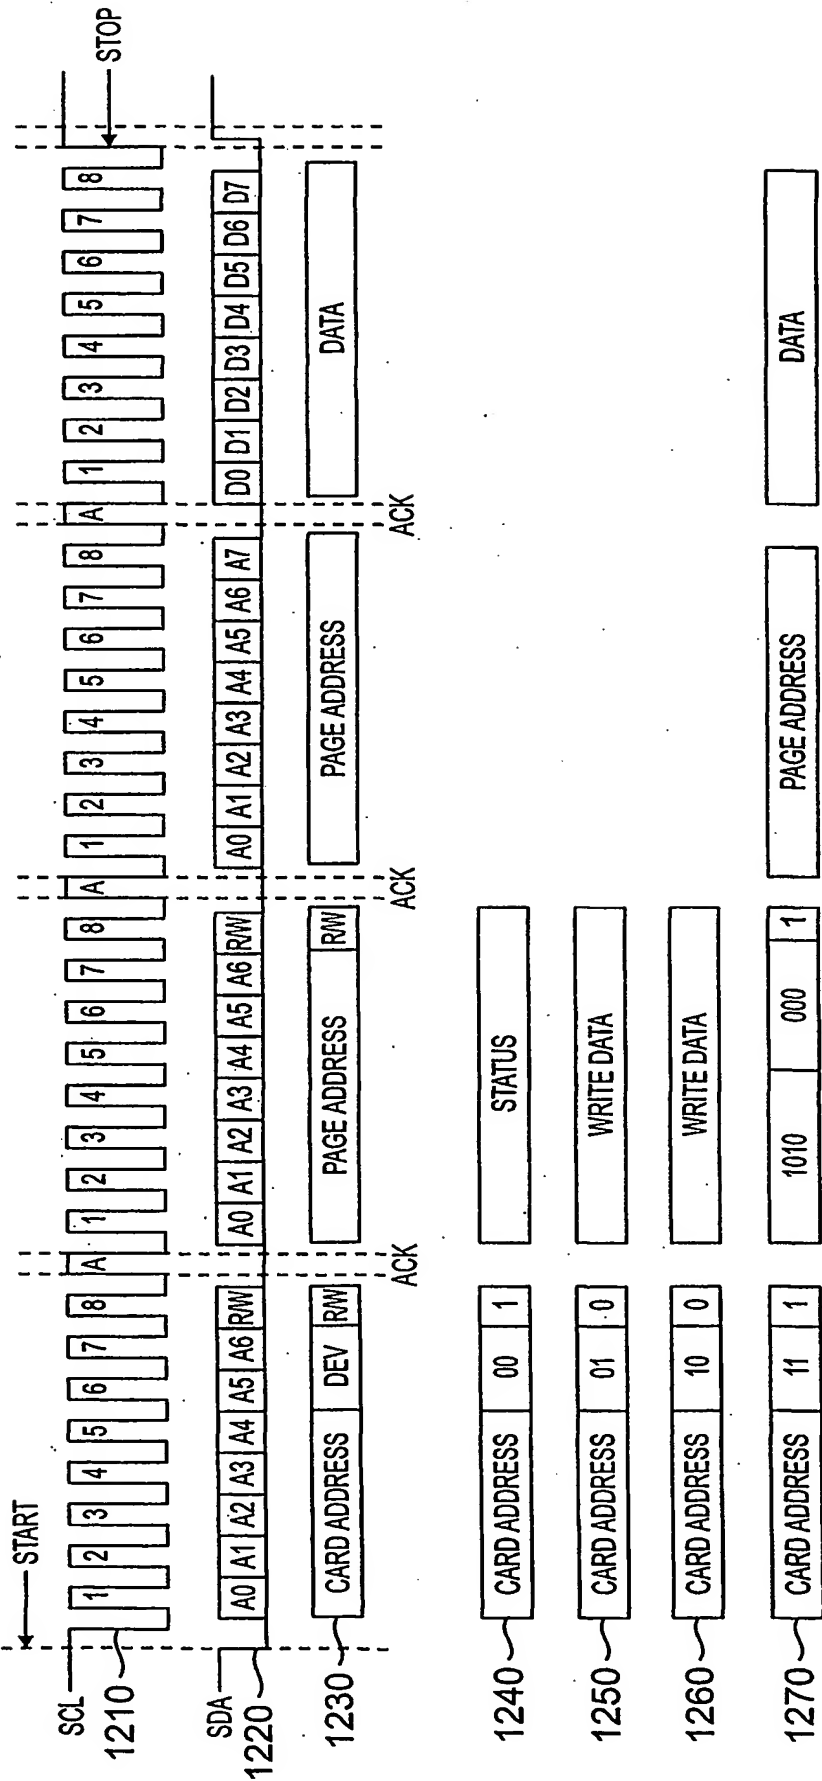 START
STOP
SCL 1 2 3 4 5 6 7 8 A 1 2 3 4 5 6 7 8 A 1 2 3 4 5 6 7 8 A 1 2 3 4 5 6 7 8
1210
SDA A0 A1 A2 A3 A4 A5 A6 R/W A0 A1 A2 A3 A4 A5 A6 R/W A0 A1 A2 A3 A4 A5 A6 A7 D0 D1 D2 D3 D4 D5 D6 D7
1220
1230 CARD ADDRESS DEV R/W PAGE ADDRESS R/W PAGE ADDRESS DATA
ACK ACK ACK
1240 CARD ADDRESS 00 1 STATUS
1250 CARD ADDRESS 01 0 WRITE DATA
1260 CARD ADDRESS 10 0 WRITE DATA
1270 CARD ADDRESS 11 1 1010 000 1 PAGE ADDRESS DATA